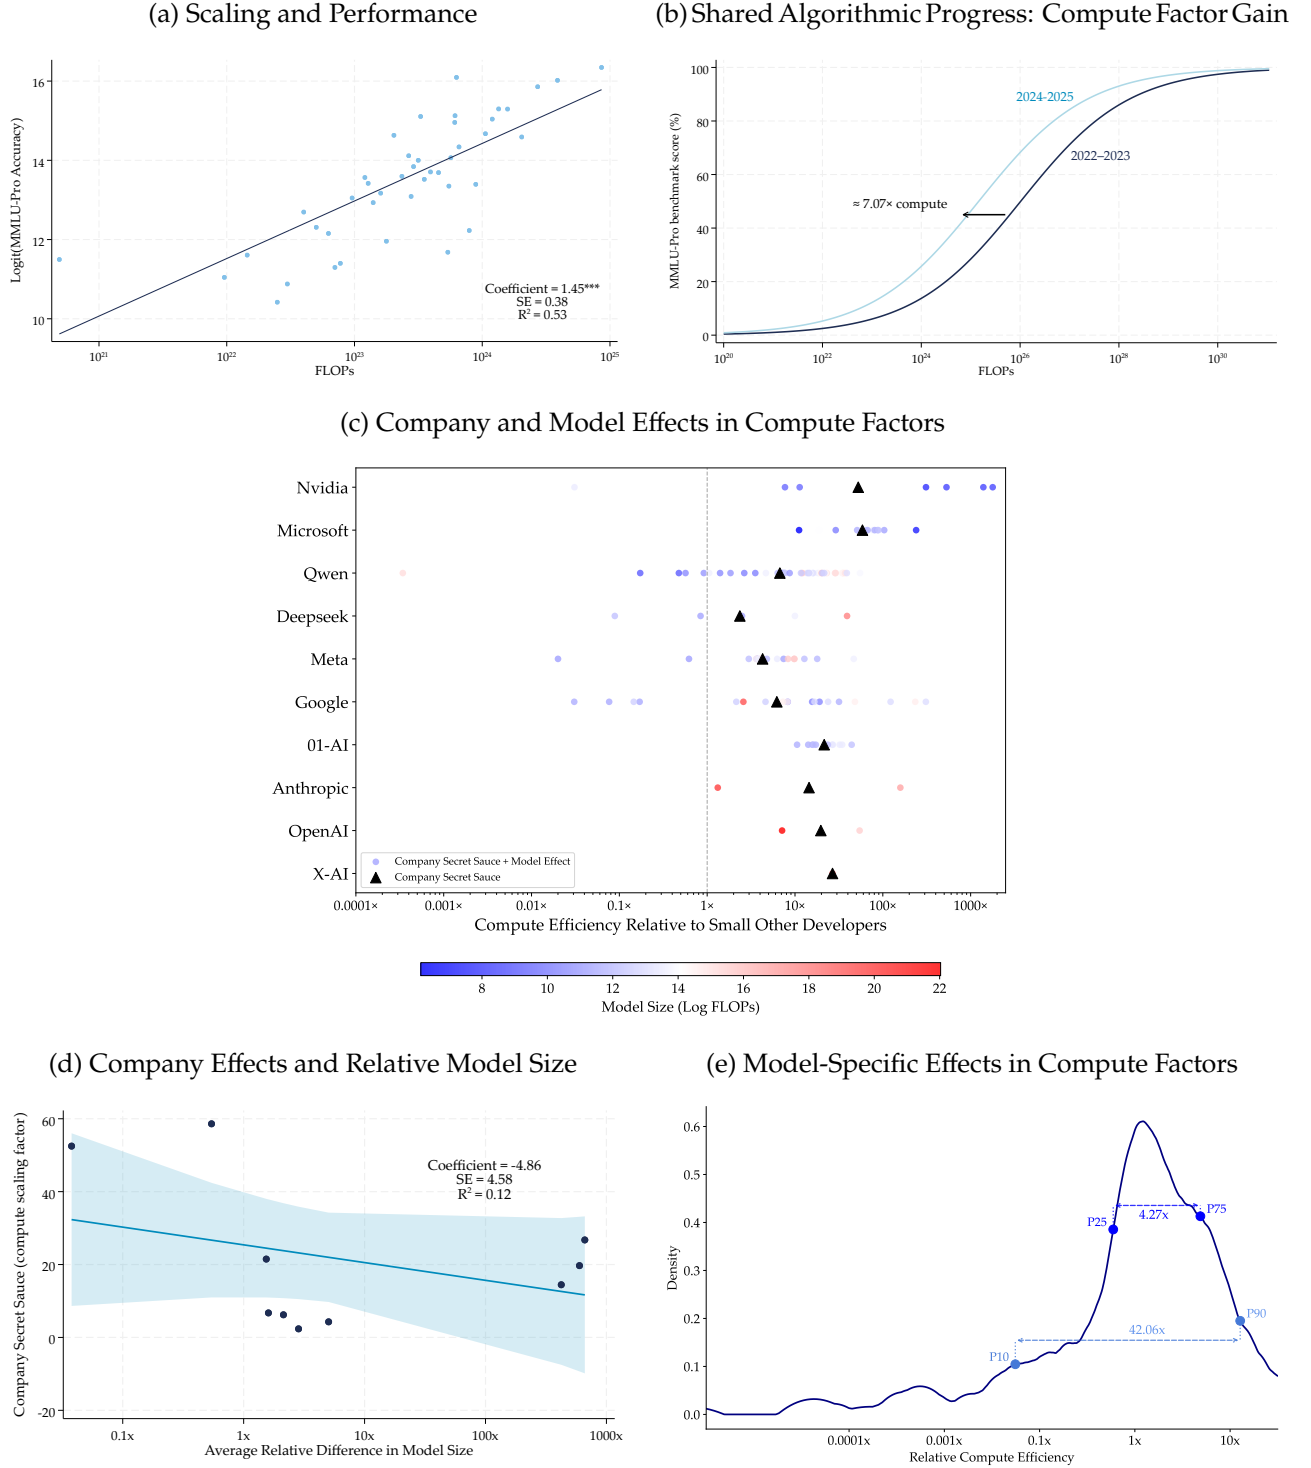 (a) Scaling and Performance
Logit(MMLU-Pro Accuracy)
16
14
12
10
Coefficient = 1.45***
SE = 0.38
R² = 0.53
10²¹
10²²
10²³
10²⁴
10²⁵
FLOPs
(b) Shared Algorithmic Progress: Compute Factor Gain
MMLU-Pro benchmark score (%)
100
80
60
40
20
0
2024-2025
2022–2023
≈ 7.07× compute
10²⁰
10²²
10²⁴
10²⁶
10²⁸
10³⁰
FLOPs
(c) Company and Model Effects in Compute Factors
Nvidia
Microsoft
Qwen
Deepseek
Meta
Google
01-AI
Anthropic
OpenAI
X-AI
Company Secret Sauce + Model Effect
Company Secret Sauce
0.0001×
0.001×
0.01×
0.1×
1×
10×
100×
1000×
Compute Efficiency Relative to Small Other Developers
8
10
12
14
16
18
20
22
Model Size (Log FLOPs)
(d) Company Effects and Relative Model Size
Company Secret Sauce (compute scaling factor)
60
40
20
0
-20
Coefficient = -4.86
SE = 4.58
R² = 0.12
0.1x
1x
10x
100x
1000x
Average Relative Difference in Model Size
(e) Model-Specific Effects in Compute Factors
Density
0.6
0.5
0.4
0.3
0.2
0.1
0.0
P25
4.27x
P75
P10
42.06x
P90
0.0001x
0.001x
0.1x
1x
10x
Relative Compute Efficiency